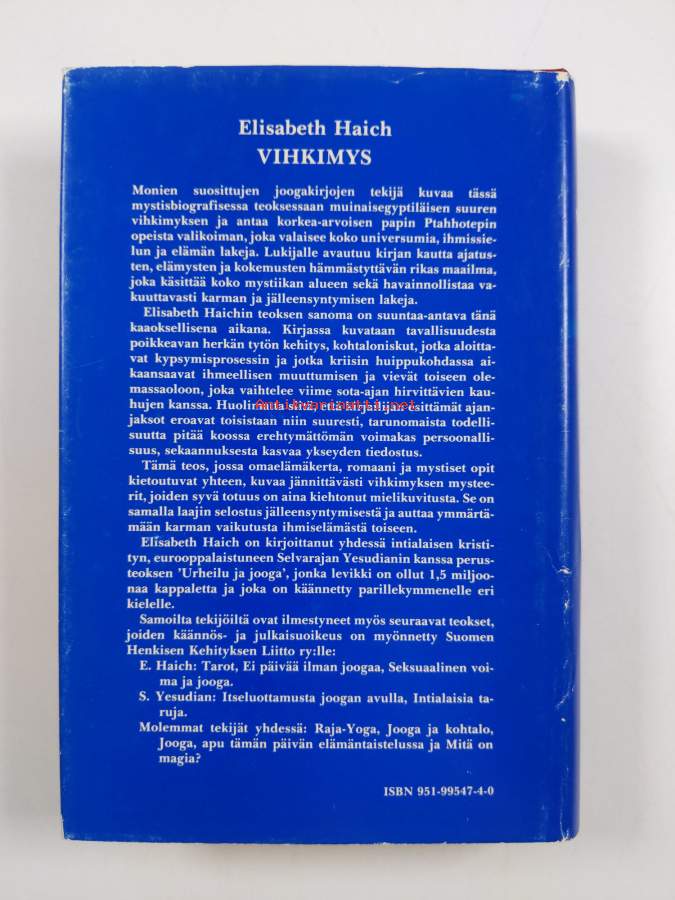 Elisabeth Haich
VIHKIMYS
Monien suosittujen joogakirjojen tekijä kuvaa tässä
mystisbiografisessa teoksessaan muinaisegyptiläisen suuren
vihkimyksen ja antaa korkea-arvoisen papin Ptahhotepin
opeista valikoiman, joka valaisee koko universumia, ihmissie-
lun ja elämän lakeja. Lukijalle avautuu kirjan kautta ajatus-
ten, elämysten ja kokemusten hämmästyttävän rikas maailma,
joka käsittää koko mystiikan alueen sekä havainnollistaa va-
kuuttavasti karman ja jälleensyntymisen lakeja.
Elisabeth Haichin teoksen sanoma on suuntaa-antava tänä
kaaoksellisena aikana. Kirjassa kuvataan tavallisuudesta
poikkeavan herkän tytön kehitys, kohtaloniskut, jotka aloitta-
vat kypsymisprosessin ja jotka kriisin huippukohdassa ai-
kaansaavat ihmeellisen muuttumisen ja vievät toiseen ole-
massaoloon, joka vaihtelee viime sota-ajan hirvittävien kau-
hujen kanssa. Huolimatta siitä, että kirjailijan esittämät ajan-
jaksot eroavat toisistaan niin suuresti, tarunomaista todelli-
suutta pitää koossa erehtymättömän voimakas persoonalli-
suus, sekaannuksesta kasvaa ykseyden tiedostus.
Tämä teos, jossa omaelämäkerta, romaani ja mystiset opit
kietoutuvat yhteen, kuvaa jännittävästi vihkimyksen mystee-
rit, joiden syvä totuus on aina kiehtonut mielikuvitusta. Se on
samalla laajin selostus jälleensyntymisestä ja auttaa ymmärtä-
mään karman vaikutusta ihmiselämästä toiseen.
Elisabeth Haich on kirjoittanut yhdessä intialaisen kristi-
tyn, eurooppalaistuneen Selvarajan Yesudianin kanssa perus-
teoksen 'Urheilu ja jooga', jonka levikki on ollut 1,5 miljoo-
naa kappaletta ja joka on käännetty parillekymmenelle eri
kielelle.
Samoilta tekijöiltä ovat ilmestyneet myös seuraavat teokset,
joiden käännös- ja julkaisuoikeus on myönnetty Suomen
Henkisen Kehityksen Liitto ry:lle:
E. Haich: Tarot, Ei päivää ilman joogaa, Seksuaalinen voi-
ma ja jooga.
S. Yesudian: Itseluottamusta joogan avulla, Intialaisia ta-
ruja.
Molemmat tekijät yhdessä: Raja-Yoga, Jooga ja kohtalo,
Jooga, apu tämän päivän elämäntaistelussa ja Mitä on
magia?
ISBN 951-99547-4-0